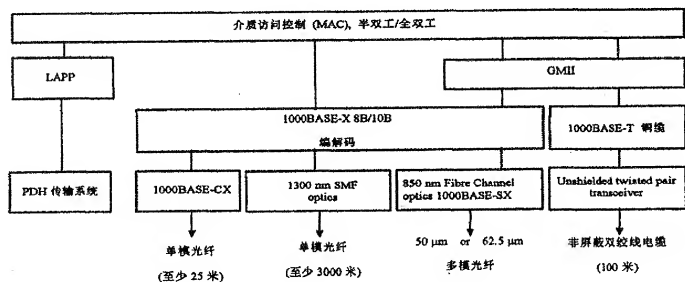 介质访问控制 (MAC), 半双工/全双工
LAPP
GMII
1000BASE-X 8B/10B
编解码
1000BASE-T 铜缆
PDH 传输系统
1000BASE-CX
1300 nm SMF
optics
850 nm Fibre Channel
optics 1000BASE-SX
Unshielded twisted pair
transceiver
单模光纤
(至少 25 米)
单模光纤
(至少 3000 米)
50 μm or 62.5 μm
多模光纤
非屏蔽双绞线电缆
(100 米)